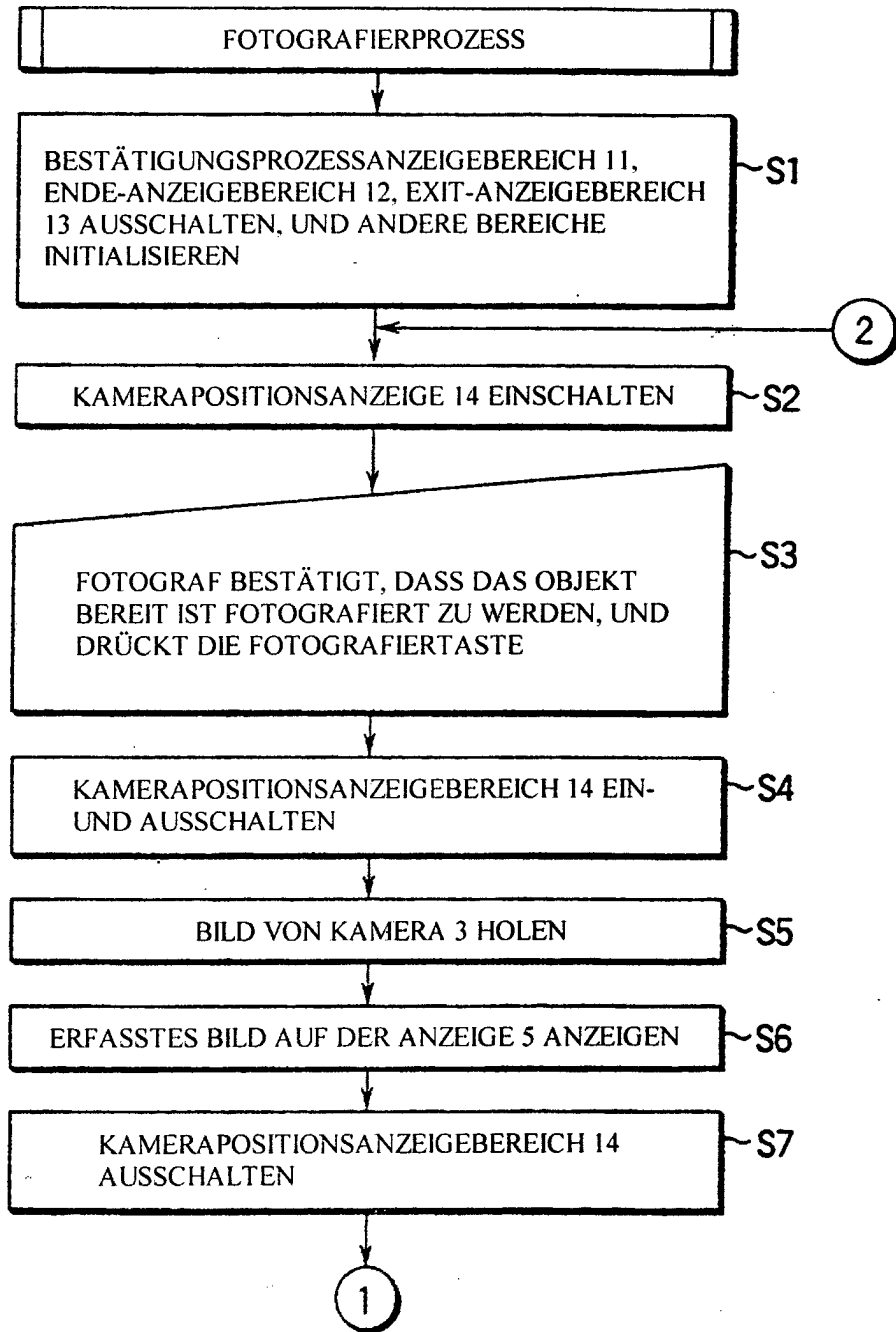 FOTOGRAFIERPROZESS
BESTÄTIGUNGSPROZESSANZEIGEBEREICH 11,
ENDE-ANZEIGEBEREICH 12, EXIT-ANZEIGEBEREICH
13 AUSSCHALTEN, UND ANDERE BEREICHE
INITIALISIEREN
S1
2
KAMERAPOSITIONSANZEIGE 14 EINSCHALTEN
S2
FOTOGRAF BESTÄTIGT, DASS DAS OBJEKT
BEREIT IST FOTOGRAFIERT ZU WERDEN, UND
DRÜCKT DIE FOTOGRAFIERTASTE
S3
KAMERAPOSITIONSANZEIGEBEREICH 14 EIN-
UND AUSSCHALTEN
S4
BILD VON KAMERA 3 HOLEN
S5
ERFASSTES BILD AUF DER ANZEIGE 5 ANZEIGEN
S6
KAMERAPOSITIONSANZEIGEBEREICH 14
AUSSCHALTEN
S7
1